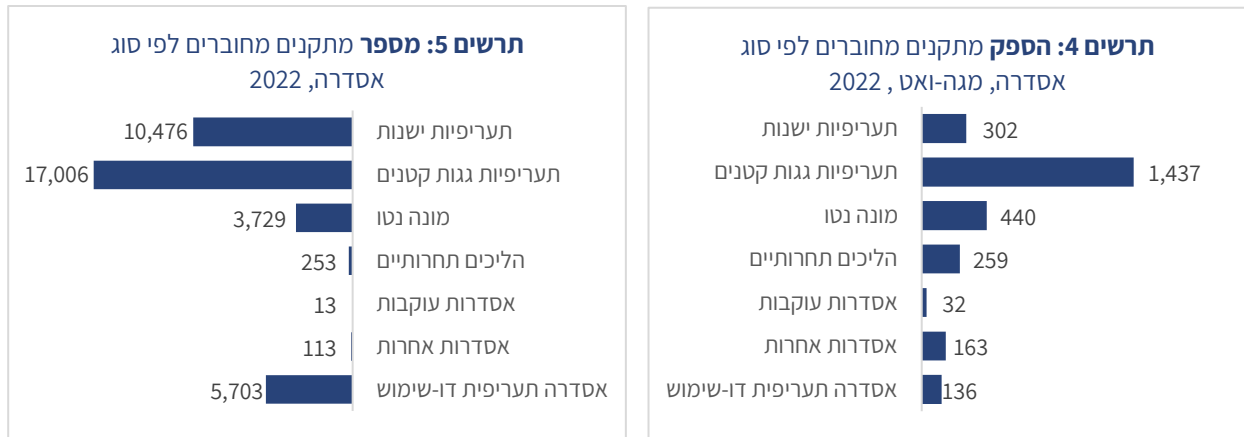 תרשים 4: הספק מתקנים מחוברים לפי סוג
אסדרה, מגה-ואט , 2022
תעריפיות ישנות 302
תעריפיות גגות קטנים 1,437
מונה נטו 440
הליכים תחרותיים 259
אסדרות עוקבות 32
אסדרות אחרות 163
אסדרה תעריפית דו-שימוש 136
תרשים 5: מספר מתקנים מחוברים לפי סוג
אסדרה, 2022
תעריפיות ישנות 10,476
תעריפיות גגות קטנים 17,006
מונה נטו 3,729
הליכים תחרותיים 253
אסדרות עוקבות 13
אסדרות אחרות 113
אסדרה תעריפית דו-שימוש 5,703